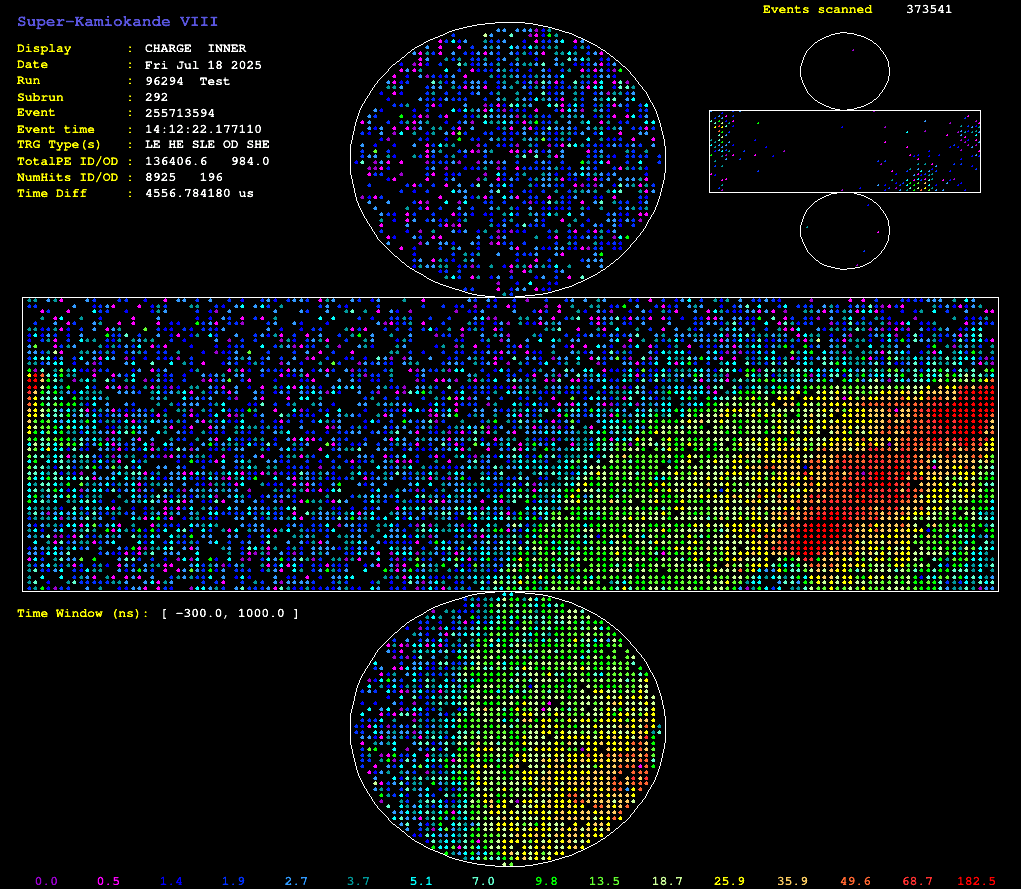 Super-Kamiokande VIII
Events scanned 373541
Display : CHARGE INNER
Date : Fri Jul 18 2025
Run : 96294 Test
Subrun : 292
Event : 255713594
Event time : 14:12:22.177110
TRG Type(s) : LE HE SLE OD SHE
TotalPE ID/OD : 136406.6 984.0
NumHits ID/OD : 8925 196
Time Diff : 4556.784180 us
Time Window (ns): [ -300.0, 1000.0 ]
0.0 0.5 1.4 1.9 2.7 3.7 5.1 7.0 9.8 13.5 18.7 25.9 35.9 49.6 68.7 182.5